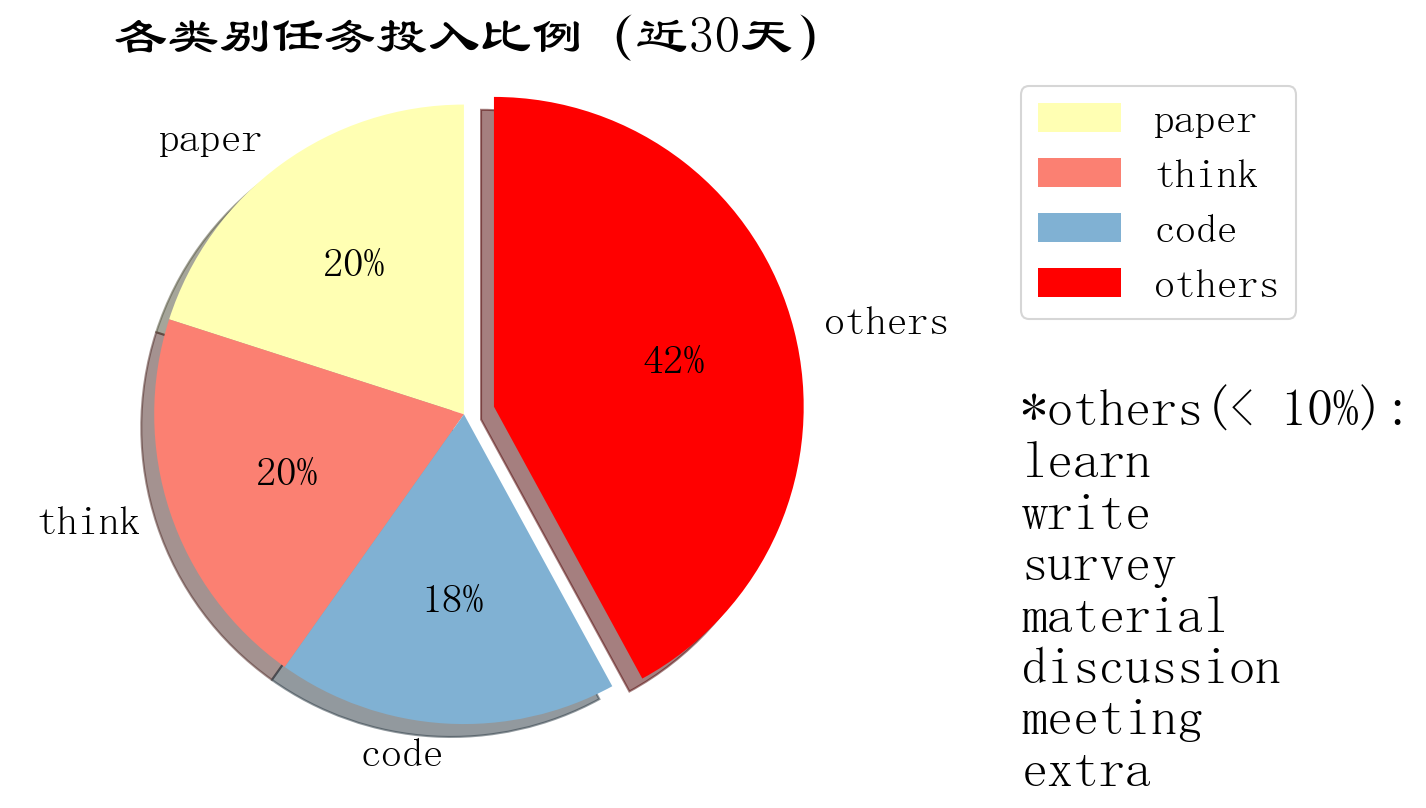 各类别任务投入比例（近30天）
paper
20%
think
20%
code
18%
others
42%
paper
think
code
others
*others(< 10%):
learn
write
survey
material
discussion
meeting
extra